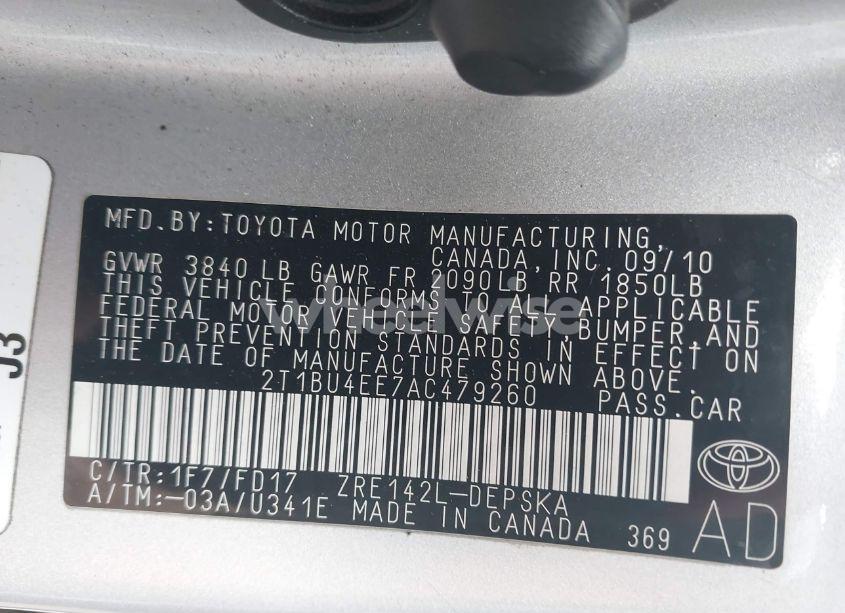 MFD.BY:TOYOTA MOTOR MANUFACTURING,
CANADA,INC. 09/10
GVWR 3840 LB GAWR FR 2090LB RR 1850LB
THIS VEHICLE CONFORMS TO ALL APPLICABLE
FEDERAL MOTOR VEHICLE SAFETY,BUMPER,AND
THEFT PREVENTION STANDARDS IN EFFECT ON
THE DATE OF MANUFACTURE SHOWN ABOVE.
2T1BU4EE7AC479260 PASS.CAR
C/TR:1F7/FD17 ZRE142L-DEPSKA
A/TM:-03A/U341E MADE IN CANADA 369
AD
J3
wheelwise